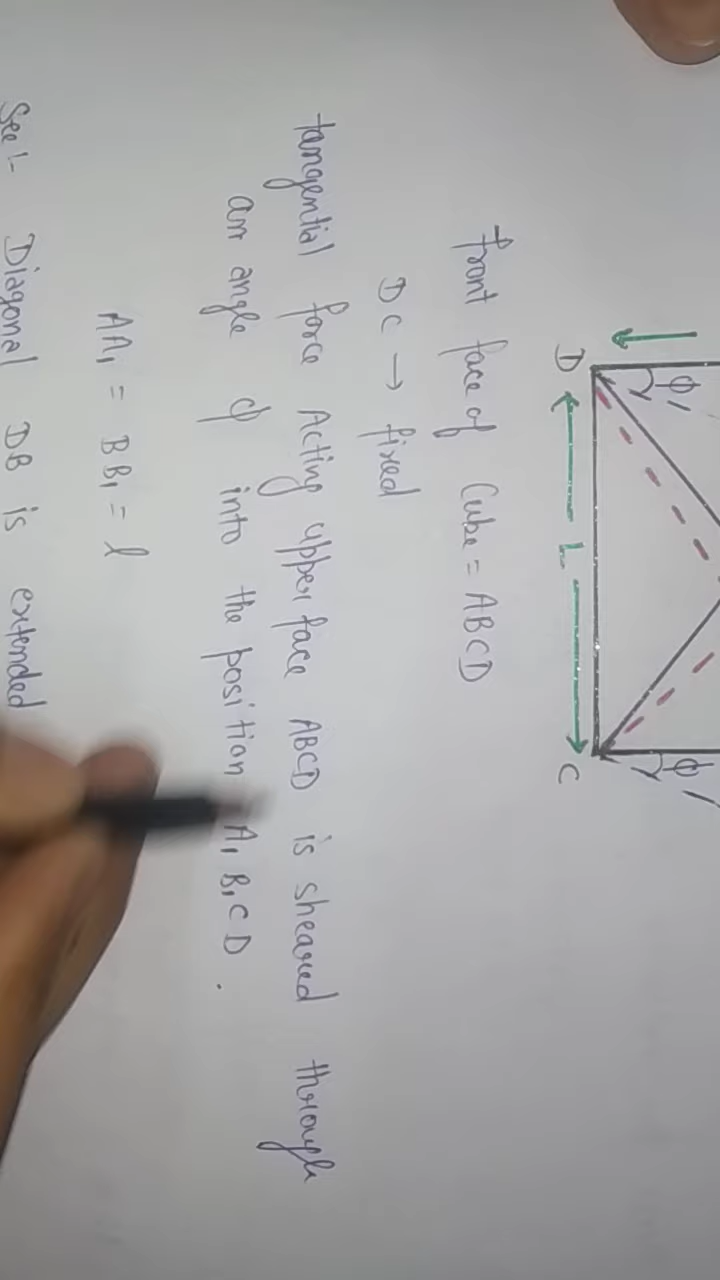 ϕ ϕ
D L C
front face of Cube = ABCD
DC → fixed
tangential force Acting upper face ABCD is sheared through
an angle ϕ into the position A₁ B₁ C D .
AA₁ = BB₁ = l
See:- Diagonal DB is extended